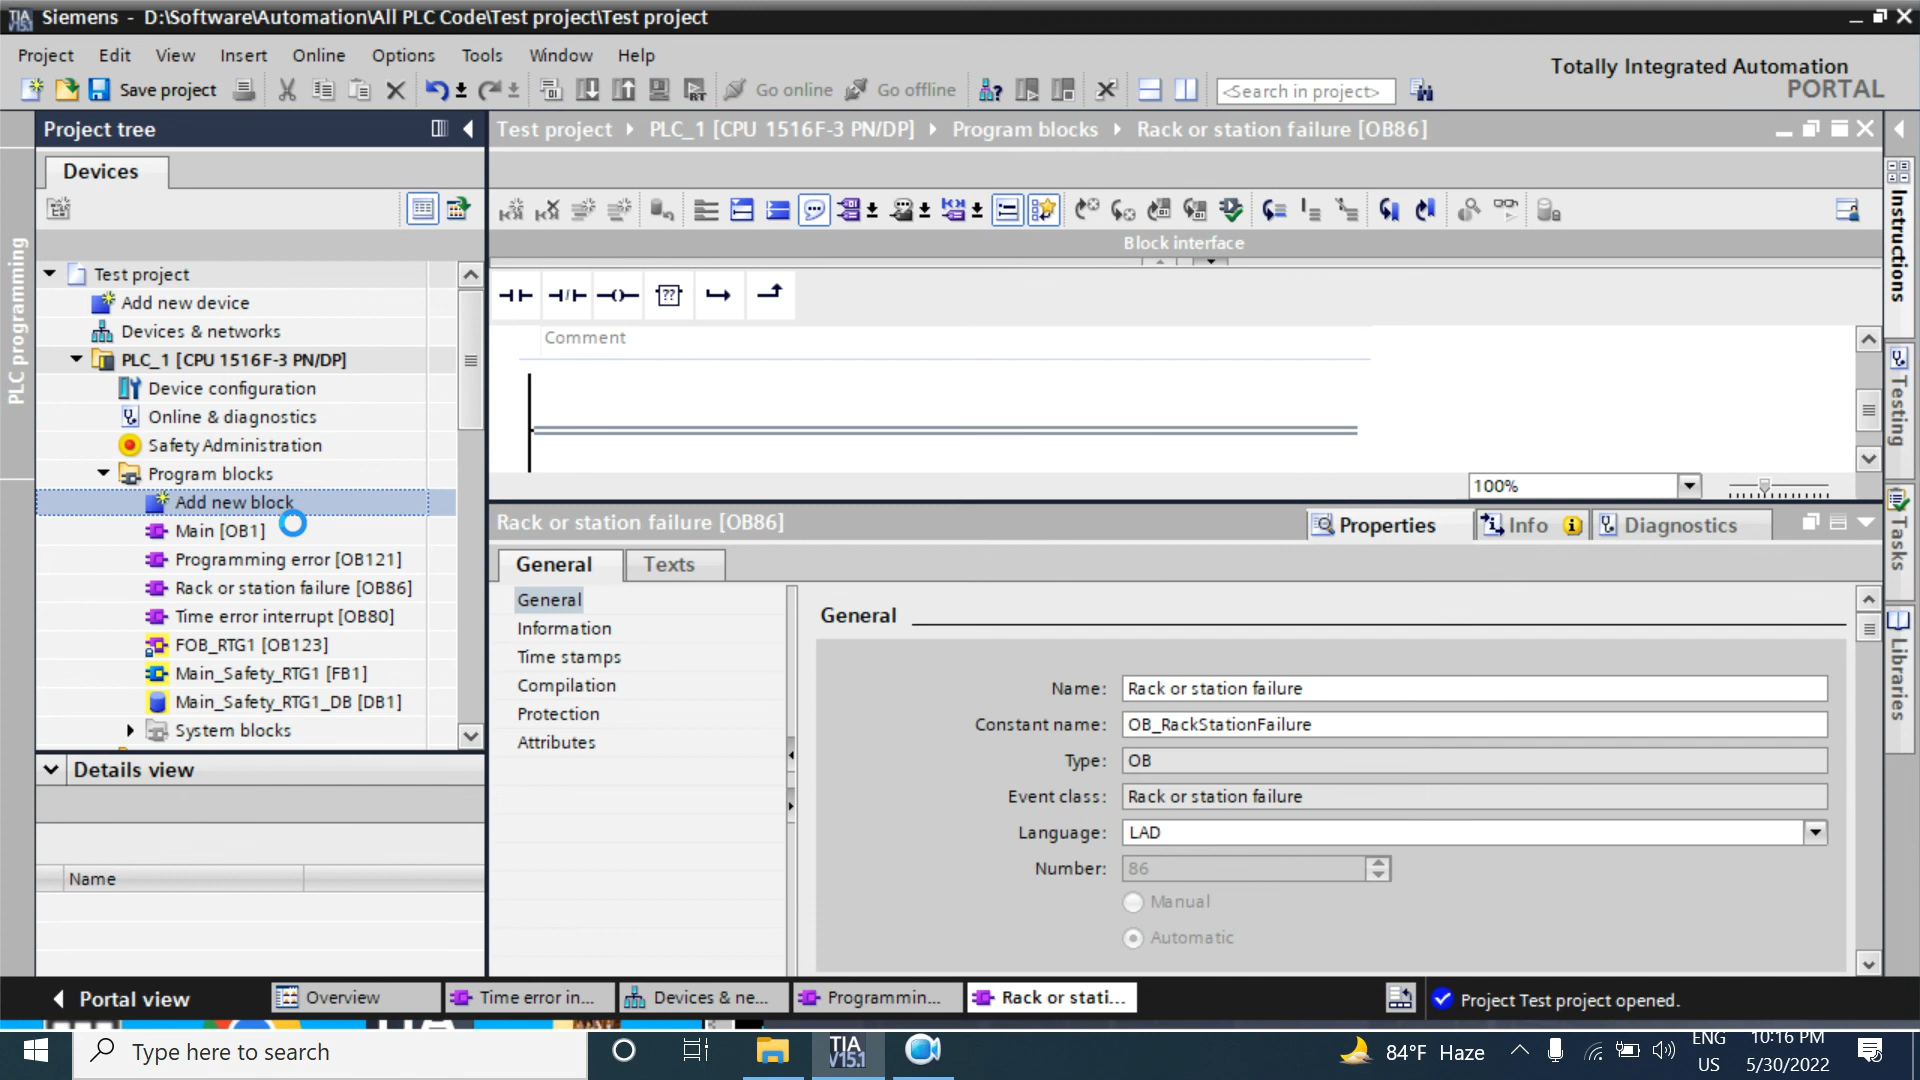 Siemens - D:\Software\Automation\All PLC Code\Test project\Test project
Project Edit View Insert Online Options Tools Window Help
Totally Integrated Automation
PORTAL
Save project
Go online
Go offline
<Search in project>
Project tree
Test project PLC_1 [CPU 1516F-3 PN/DP] Program blocks Rack or station failure [OB86]
Devices
Block interface
PLC programming
Test project
Add new device
Devices & networks
PLC_1 [CPU 1516F-3 PN/DP]
Device configuration
Online & diagnostics
Safety Administration
Program blocks
Add new block
Main [OB1]
Programming error [OB121]
Rack or station failure [OB86]
Time error interrupt [OB80]
FOB_RTG1 [OB123]
Main_Safety_RTG1 [FB1]
Main_Safety_RTG1_DB [DB1]
System blocks
Details view
Name
??
Comment
100%
Rack or station failure [OB86]
Properties
Info
Diagnostics
General
Texts
General
Information
Time stamps
Compilation
Protection
Attributes
General
Name: Rack or station failure
Constant name: OB_RackStationFailure
Type: OB
Event class: Rack or station failure
Language: LAD
Number: 86
Manual
Automatic
Instructions
Testing
Tasks
Libraries
Portal view
Overview
Time error in...
Devices & ne...
Programmin...
Rack or stati...
Project Test project opened.
Type here to search
TIA
V15.1
84°F Haze
ENG
US
10:16 PM
5/30/2022